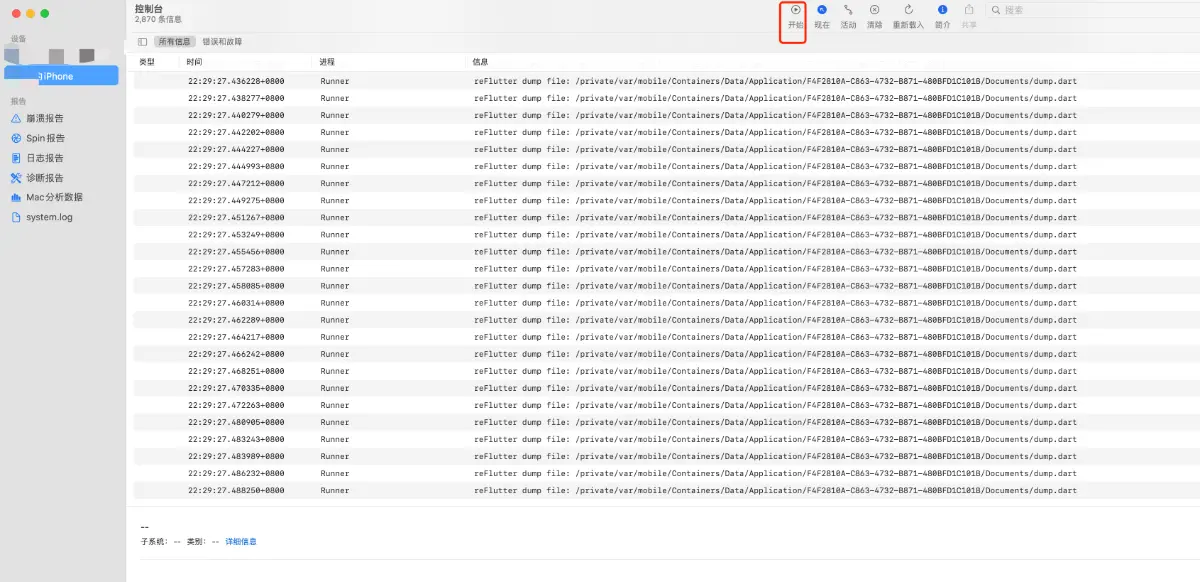 控制台
2,870 条信息
开始 现在 活动 清除 重新载入 简介 共享
搜索
设备
iPhone
报告
崩溃报告
Spin 报告
日志报告
诊断报告
Mac分析数据
system.log
所有信息 错误和故障
类型 时间 进程 信息
22:29:27.436228+0800 Runner reFlutter dump file: /private/var/mobile/Containers/Data/Application/F4F2810A-C863-4732-B871-480BFD1C101B/Documents/dump.dart
22:29:27.438277+0800 Runner reFlutter dump file: /private/var/mobile/Containers/Data/Application/F4F2810A-C863-4732-B871-480BFD1C101B/Documents/dump.dart
22:29:27.440279+0800 Runner reFlutter dump file: /private/var/mobile/Containers/Data/Application/F4F2810A-C863-4732-B871-480BFD1C101B/Documents/dump.dart
22:29:27.442202+0800 Runner reFlutter dump file: /private/var/mobile/Containers/Data/Application/F4F2810A-C863-4732-B871-480BFD1C101B/Documents/dump.dart
22:29:27.444227+0800 Runner reFlutter dump file: /private/var/mobile/Containers/Data/Application/F4F2810A-C863-4732-B871-480BFD1C101B/Documents/dump.dart
22:29:27.444993+0800 Runner reFlutter dump file: /private/var/mobile/Containers/Data/Application/F4F2810A-C863-4732-B871-480BFD1C101B/Documents/dump.dart
22:29:27.447212+0800 Runner reFlutter dump file: /private/var/mobile/Containers/Data/Application/F4F2810A-C863-4732-B871-480BFD1C101B/Documents/dump.dart
22:29:27.449275+0800 Runner reFlutter dump file: /private/var/mobile/Containers/Data/Application/F4F2810A-C863-4732-B871-480BFD1C101B/Documents/dump.dart
22:29:27.451267+0800 Runner reFlutter dump file: /private/var/mobile/Containers/Data/Application/F4F2810A-C863-4732-B871-480BFD1C101B/Documents/dump.dart
22:29:27.453249+0800 Runner reFlutter dump file: /private/var/mobile/Containers/Data/Application/F4F2810A-C863-4732-B871-480BFD1C101B/Documents/dump.dart
22:29:27.455456+0800 Runner reFlutter dump file: /private/var/mobile/Containers/Data/Application/F4F2810A-C863-4732-B871-480BFD1C101B/Documents/dump.dart
22:29:27.457283+0800 Runner reFlutter dump file: /private/var/mobile/Containers/Data/Application/F4F2810A-C863-4732-B871-480BFD1C101B/Documents/dump.dart
22:29:27.458085+0800 Runner reFlutter dump file: /private/var/mobile/Containers/Data/Application/F4F2810A-C863-4732-B871-480BFD1C101B/Documents/dump.dart
22:29:27.460314+0800 Runner reFlutter dump file: /private/var/mobile/Containers/Data/Application/F4F2810A-C863-4732-B871-480BFD1C101B/Documents/dump.dart
22:29:27.462289+0800 Runner reFlutter dump file: /private/var/mobile/Containers/Data/Application/F4F2810A-C863-4732-B871-480BFD1C101B/Documents/dump.dart
22:29:27.464217+0800 Runner reFlutter dump file: /private/var/mobile/Containers/Data/Application/F4F2810A-C863-4732-B871-480BFD1C101B/Documents/dump.dart
22:29:27.466242+0800 Runner reFlutter dump file: /private/var/mobile/Containers/Data/Application/F4F2810A-C863-4732-B871-480BFD1C101B/Documents/dump.dart
22:29:27.468251+0800 Runner reFlutter dump file: /private/var/mobile/Containers/Data/Application/F4F2810A-C863-4732-B871-480BFD1C101B/Documents/dump.dart
22:29:27.470335+0800 Runner reFlutter dump file: /private/var/mobile/Containers/Data/Application/F4F2810A-C863-4732-B871-480BFD1C101B/Documents/dump.dart
22:29:27.472263+0800 Runner reFlutter dump file: /private/var/mobile/Containers/Data/Application/F4F2810A-C863-4732-B871-480BFD1C101B/Documents/dump.dart
22:29:27.480905+0800 Runner reFlutter dump file: /private/var/mobile/Containers/Data/Application/F4F2810A-C863-4732-B871-480BFD1C101B/Documents/dump.dart
22:29:27.483243+0800 Runner reFlutter dump file: /private/var/mobile/Containers/Data/Application/F4F2810A-C863-4732-B871-480BFD1C101B/Documents/dump.dart
22:29:27.483989+0800 Runner reFlutter dump file: /private/var/mobile/Containers/Data/Application/F4F2810A-C863-4732-B871-480BFD1C101B/Documents/dump.dart
22:29:27.486232+0800 Runner reFlutter dump file: /private/var/mobile/Containers/Data/Application/F4F2810A-C863-4732-B871-480BFD1C101B/Documents/dump.dart
22:29:27.488250+0800 Runner reFlutter dump file: /private/var/mobile/Containers/Data/Application/F4F2810A-C863-4732-B871-480BFD1C101B/Documents/dump.dart
--
子系统： -- 类别： -- 详细信息